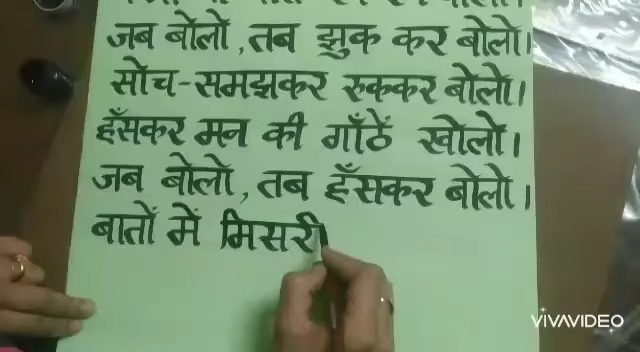 जब बोलो, तब झुक कर बोलो।
सोच-समझकर रुककर बोलो।
हँसकर मन की गाँठें खोलो।
जब बोलो, तब हँसकर बोलो।
बातों में मिसरी
VIVAVIDEO